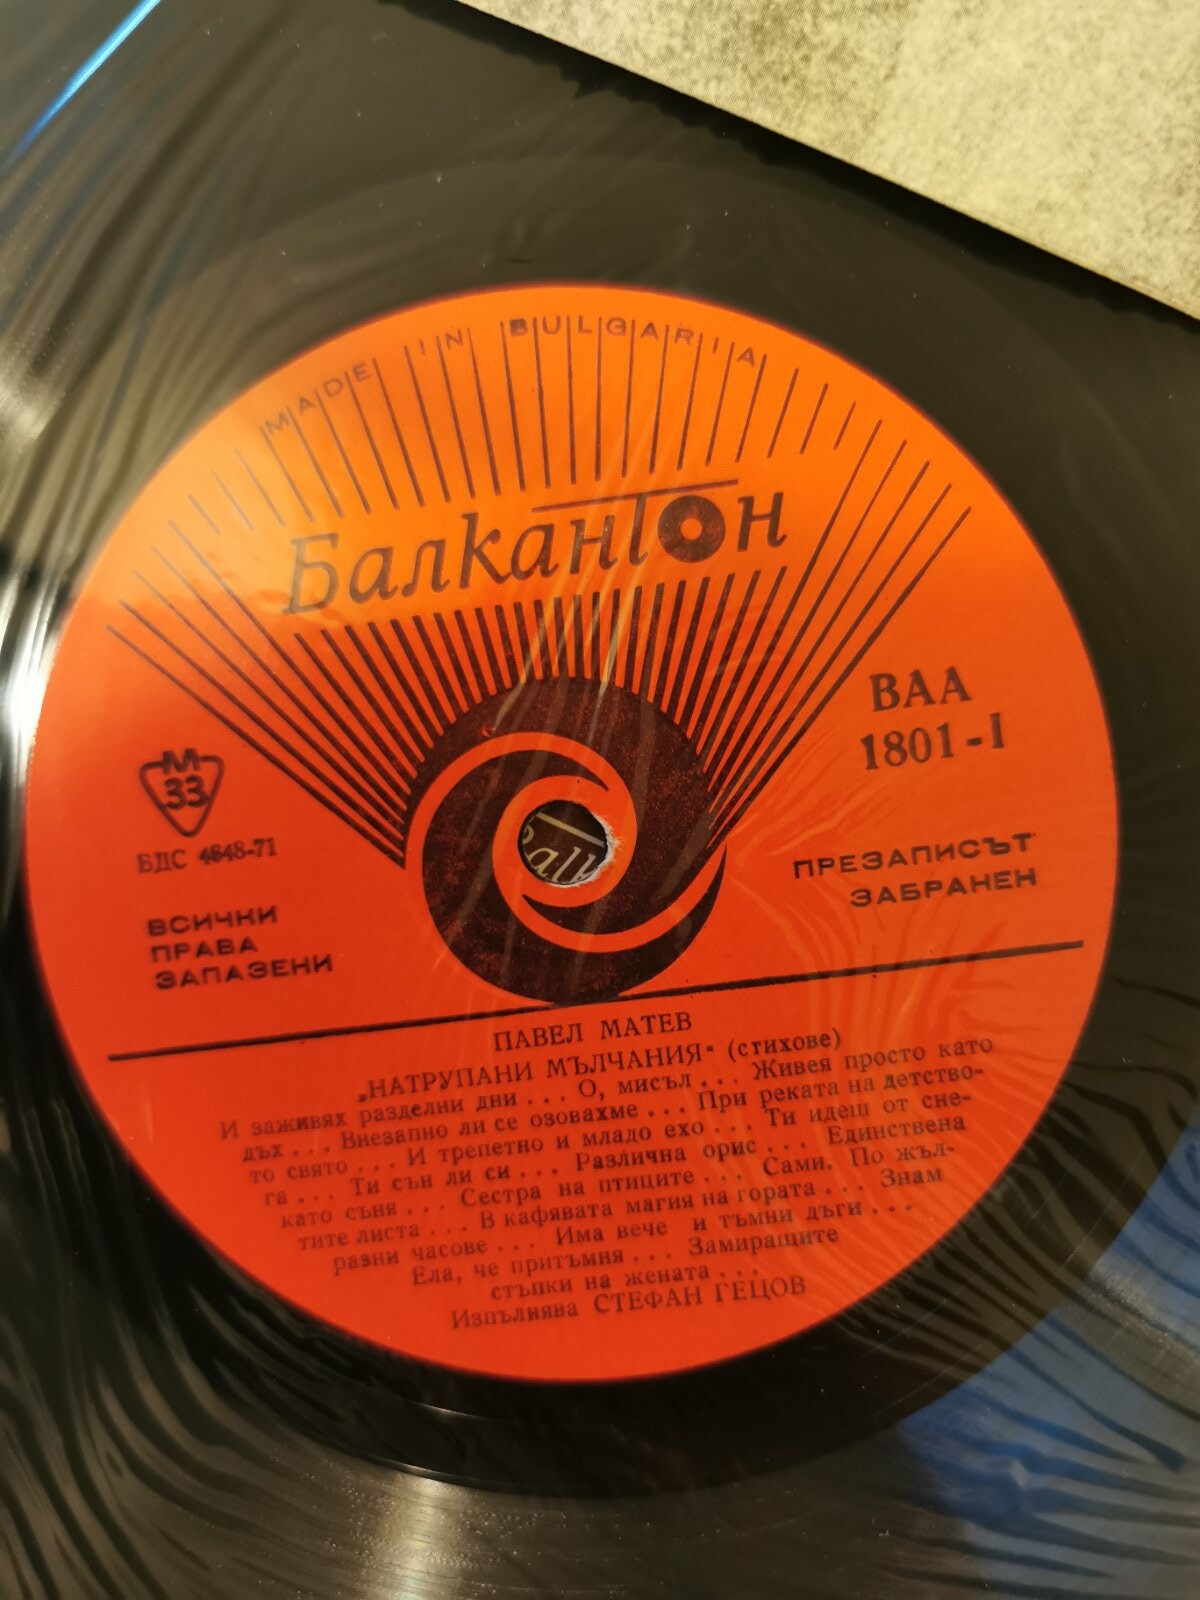 MADE IN BULGARIA
Балкантон
ВАА
1801-I
М
33
БДС 4848-71
ПРЕЗАПИСЪТ
ЗАБРАНЕН
ВСИЧКИ
ПРАВА
ЗАПАЗЕНИ
ПАВЕЛ МАТЕВ
„НАТРУПАНИ МЪЛЧАНИЯ“ (стихове)
И заживях разделни дни . . . О, мисъл . . . Живея просто като
дъх . . . Внезапно ли се озовахме . . . При реката на детство-
то свято . . . И трепетно и младо ехо . . . Ти идеш от сне-
га . . . Ти сън ли си . . . Различна орис . . . Единствена
като съня . . . Сестра на птиците . . . Сами. По жъл-
тите листа . . . В кафявата магия на гората . . . Знам
разни часове . . . Има вече и тъмни дъги . . .
Ела, че притъмня . . . Замиращите
стъпки на жената . . .
Изпълнява СТЕФАН ГЕЦОВ